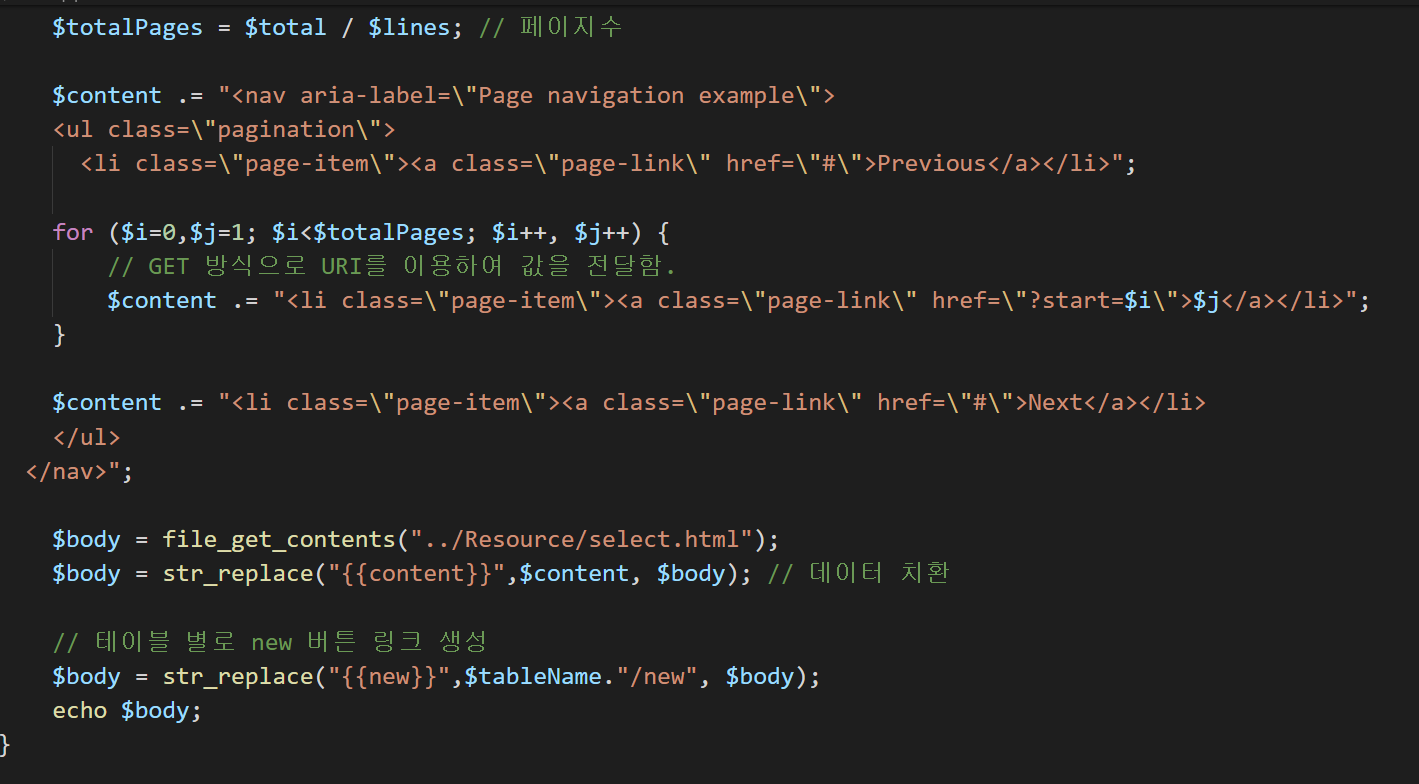 $totalPages = $total / $lines; // 페이지수
$content .= "<nav aria-label=\"Page navigation example\">
<ul class=\"pagination\">
<li class=\"page-item\"><a class=\"page-link\" href=\"#\">Previous</a></li>";
for ($i=0,$j=1; $i<$totalPages; $i++, $j++) {
// GET 방식으로 URI를 이용하여 값을 전달함.
$content .= "<li class=\"page-item\"><a class=\"page-link\" href=\"?start=$i\">$j</a></li>";
}
$content .= "<li class=\"page-item\"><a class=\"page-link\" href=\"#\">Next</a></li>
</ul>
</nav>";
$body = file_get_contents("../Resource/select.html");
$body = str_replace("{{content}}",$content, $body); // 데이터 치환
// 테이블 별로 new 버튼 링크 생성
$body = str_replace("{{new}}",$tableName."/new", $body);
echo $body;
}